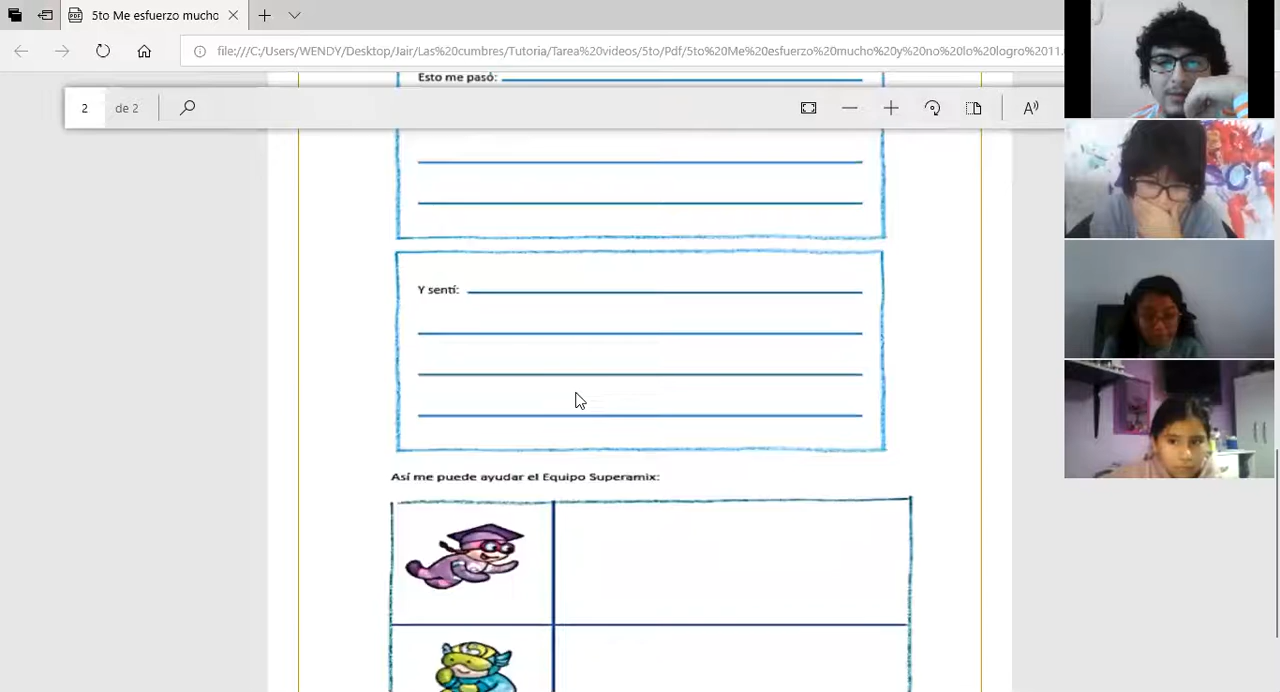 5to Me esfuerzo mucho
file:///C:/Users/WENDY/Desktop/Jair/Las%20cumbres/Tutoria/Tarea%20videos/5to/Pdf/5to%20Me%20esfuerzo%20mucho%20y%20no%20lo%20logro%2011.
Esto me pasó:
2 de 2
Y sentí:
Así me puede ayudar el Equipo Superamix: